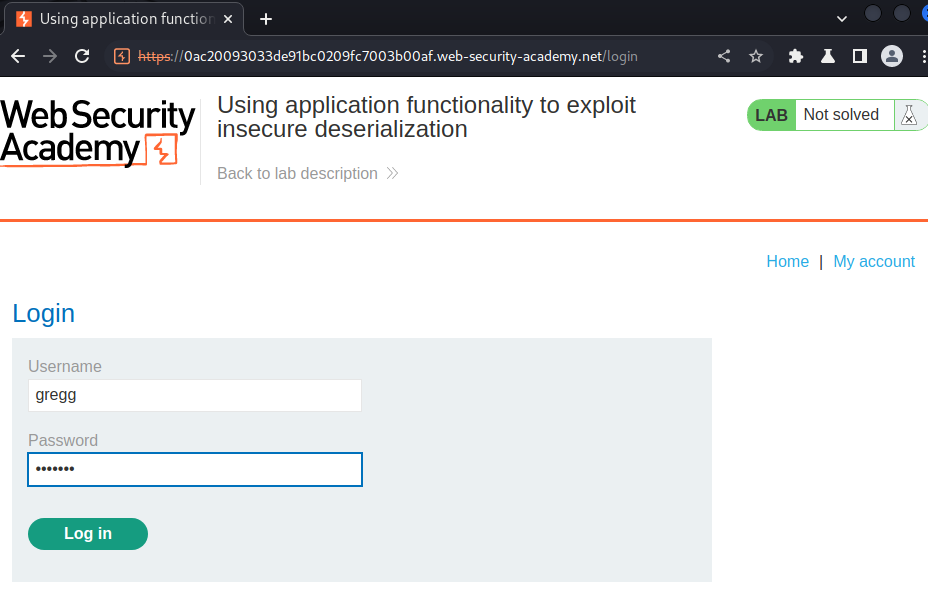 Using application function
https://0ac20093033de91bc0209fc7003b00af.web-security-academy.net/login
Web Security
Academy
Using application functionality to exploit
insecure deserialization
Back to lab description
LAB Not solved
Home | My account
Login
Username
gregg
Password
•••••••
Log in